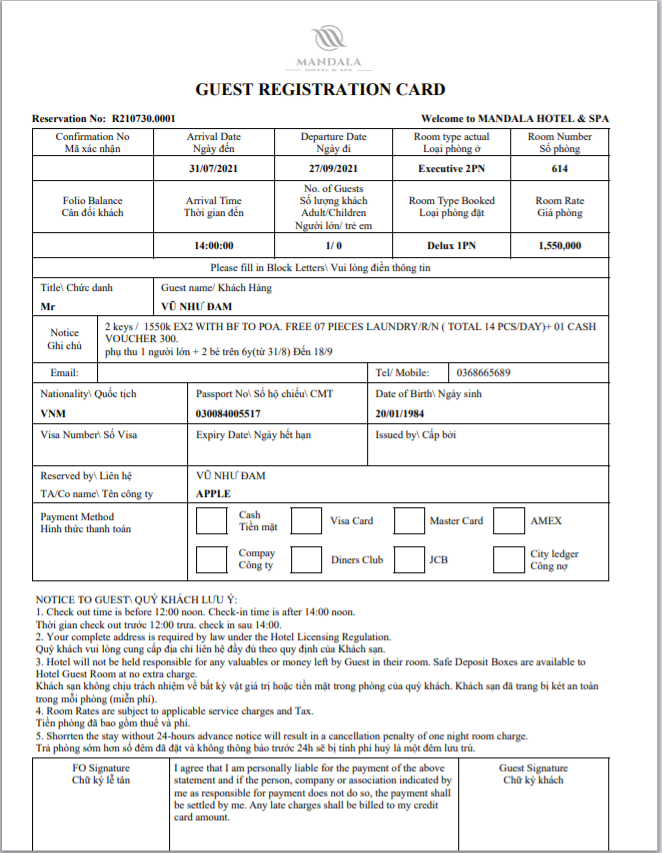 MANDALA
HOTEL & SPA
GUEST REGISTRATION CARD
Reservation No: R210730.0001 Welcome to MANDALA HOTEL & SPA
Confirmation No Arrival Date Departure Date Room type actual Room Number
Mã xác nhận Ngày đến Ngày đi Loại phòng ở Số phòng
31/07/2021 27/09/2021 Executive 2PN 614
Folio Balance Arrival Time No. of Guests Room Type Booked Room Rate
Cân đối khách Thời gian đến Số lượng khách Loại phòng đặt Giá phòng
Adult/Children
Người lớn/ trẻ em
14:00:00 1/ 0 Delux 1PN 1,550,000
Please fill in Block Letters\ Vui lòng điền thông tin
Title\ Chức danh Guest name/ Khách Hàng
Mr VŨ NHƯ ĐAM
Notice
Ghi chú
2 keys / 1550k EX2 WITH BF TO POA. FREE 07 PIECES LAUNDRY/R/N ( TOTAL 14 PCS/DAY)+ 01 CASH
VOUCHER 300.
phụ thu 1 người lớn + 2 bé trên 6y(từ 31/8) Đến 18/9
Email: Tel/ Mobile: 0368665689
Nationality\ Quốc tịch Passport No\ Số hộ chiếu\ CMT Date of Birth\ Ngày sinh
VNM 030084005517 20/01/1984
Visa Number\ Số Visa Expiry Date\ Ngày hết hạn Issued by\ Cấp bởi
Reserved by\ Liên hệ VŨ NHƯ ĐAM
TA/Co name\ Tên công ty APPLE
Payment Method
Hình thức thanh toán
Cash
Tiền mặt
Visa Card
Master Card
AMEX
Compay
Công ty
Diners Club
JCB
City ledger
Công nợ
NOTICE TO GUEST\ QUÝ KHÁCH LƯU Ý:
1. Check out time is before 12:00 noon. Check-in time is after 14:00 noon.
Thời gian check out trước 12:00 trưa. check in sau 14:00.
2. Your complete address is required by law under the Hotel Licensing Regulation.
Quý khách vui lòng cung cấp địa chỉ liên hệ đầy đủ theo quy định của Khách sạn.
3. Hotel will not be held responsible for any valuables or money left by Guest in their room. Safe Deposit Boxes are available to
Hotel Guest Room at no extra charge.
Khách sạn không chịu trách nhiệm về bất kỳ vật giá trị hoặc tiền mặt trong phòng của quý khách. Khách sạn đã trang bị két an toàn
trong mỗi phòng (miễn phí).
4. Room Rates are subject to applicable service charges and Tax.
Tiền phòng đã bao gồm thuế và phí.
5. Shorrten the stay without 24-hours advance notice will result in a cancellation penalty of one night room charge.
Trả phòng sớm hơn số đêm đã đặt và không thông báo trước 24h sẽ bị tính phí huỷ là một đêm lưu trú.
FO Signature
Chữ ký lễ tân
I agree that I am personally liable for the payment of the above
statement and if the person, company or association indicated by
me as responsible for payment does not do so, the payment shall
be settled by me. Any late charges shall be billed to my credit
card amount.
Guest Signature
Chữ ký khách